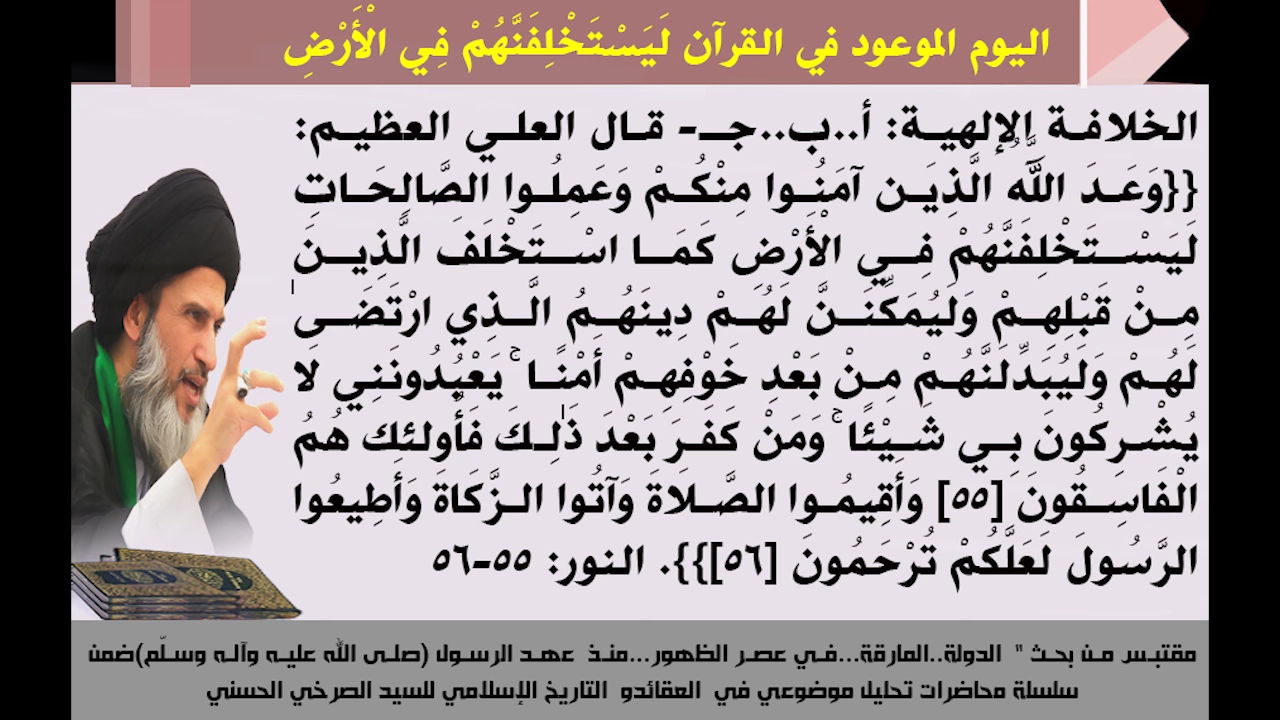 اليوم الموعود في القرآن لَيَسْتَخْلِفَنَّهُمْ فِي الْأَرْضِ
الخلافة الإلهية: أ..ب..جـ- قال العلي العظيم:
{{وَعَدَ اللَّهُ الَّذِينَ آمَنُوا مِنْكُمْ وَعَمِلُوا الصَّالِحَاتِ
لَيَسْتَخْلِفَنَّهُمْ فِي الْأَرْضِ كَمَا اسْتَخْلَفَ الَّذِينَ
مِنْ قَبْلِهِمْ وَلَيُمَكِّنَنَّ لَهُمْ دِينَهُمُ الَّذِي ارْتَضَىٰ
لَهُمْ وَلَيُبَدِّلَنَّهُمْ مِنْ بَعْدِ خَوْفِهِمْ أَمْنًا ۚ يَعْبُدُونَنِي لا
يُشْرِكُونَ بِي شَيْئًا ۚ وَمَنْ كَفَرَ بَعْدَ ذَٰلِكَ فَأُولئِكَ هُمُ
الْفَاسِقُونَ [٥٥] وَأَقِيمُوا الصَّلاةَ وَآتُوا الزَّكَاةَ وَأَطِيعُوا
الرَّسُولَ لَعَلَّكُمْ تُرْحَمُونَ [٥٦]}}. النور: ٥٥-٥٦
مقتبس من بحث " الدولة..المارقة...في عصر الظهور...منذ عهد الرسول (صلى الله عليه وآله وسلّم)ضمن
سلسلة محاضرات تحليل موضوعي في العقائدو التاريخ الإسلامي للسيد الصرخي الحسني